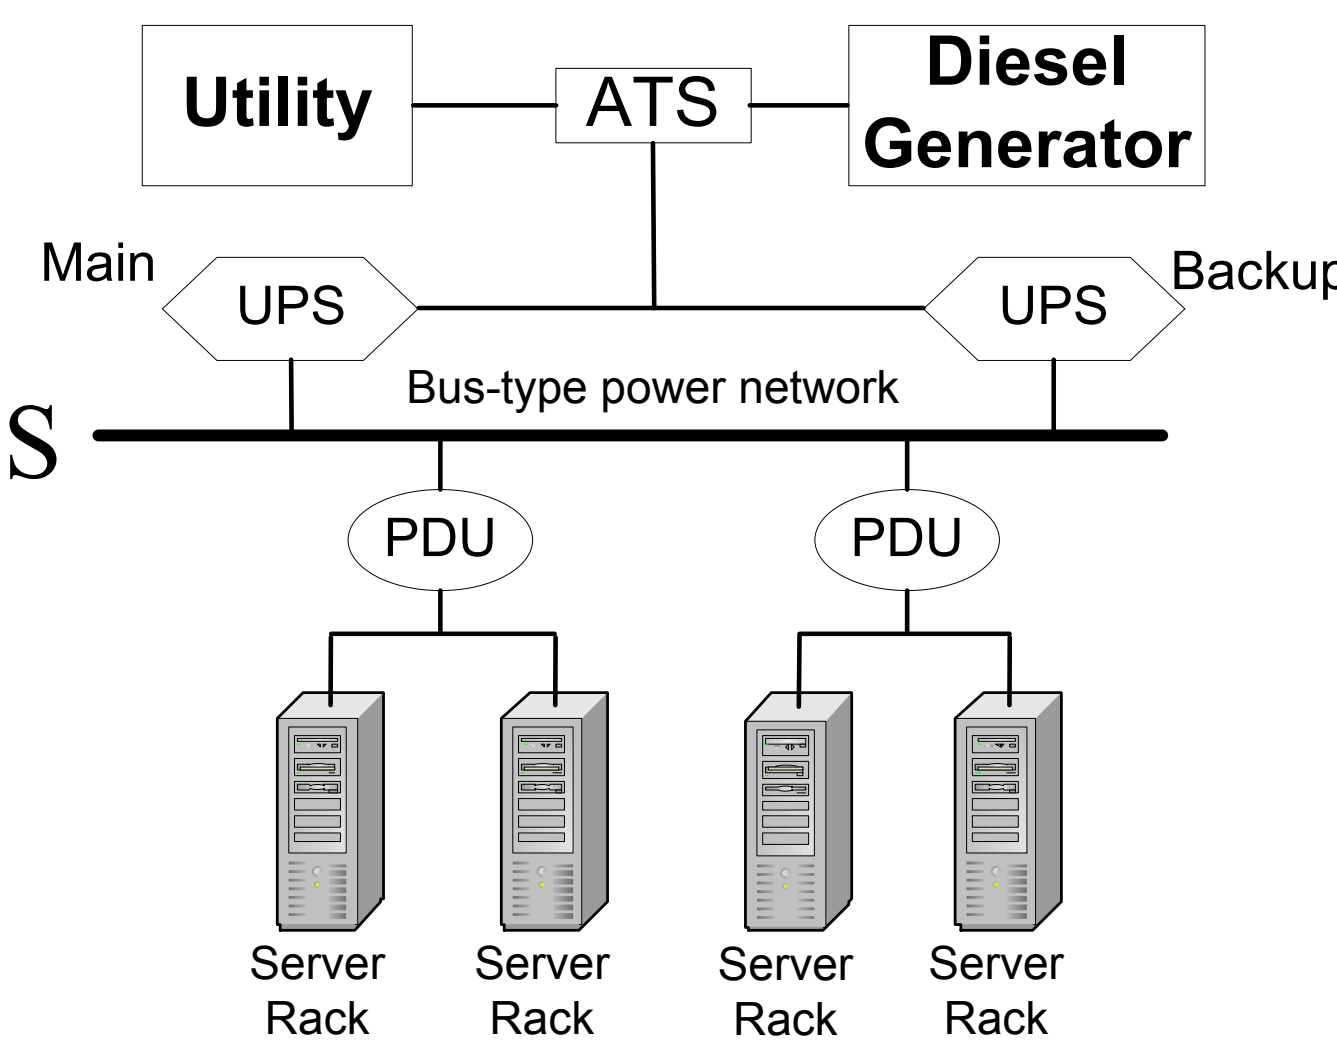 Utility
ATS
Diesel
Generator
Main
UPS
UPS
Backup
Bus-type power network
S
PDU
PDU
Server
Rack
Server
Rack
Server
Rack
Server
Rack